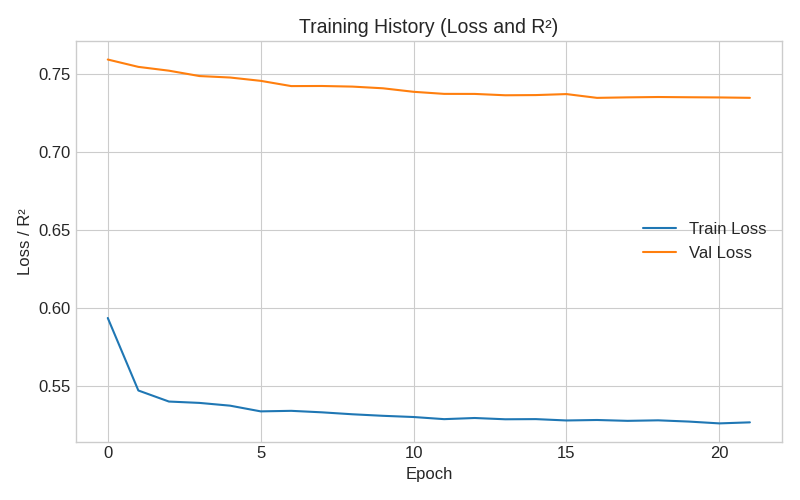 Training History (Loss and R²)
Loss / R²
0.75
0.70
0.65
0.60
0.55
Train Loss
Val Loss
0 5 10 15 20
Epoch